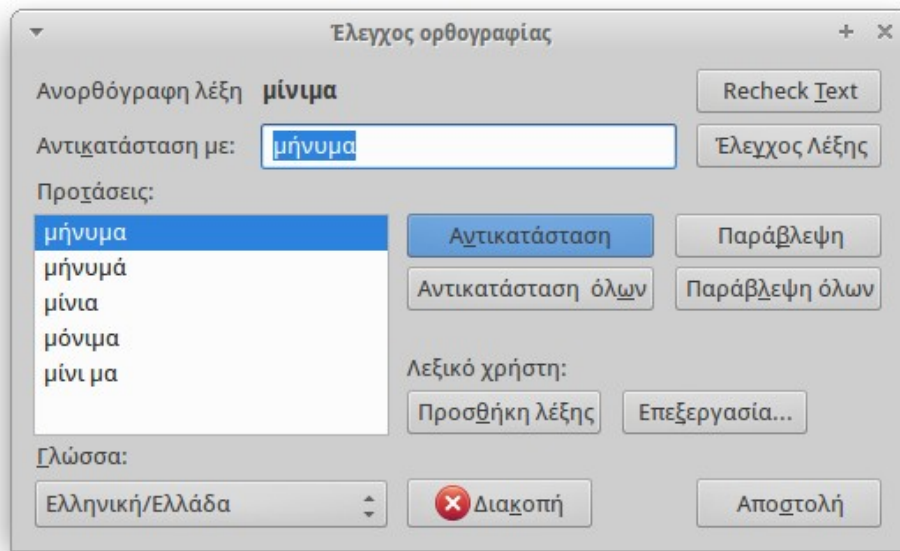 Έλεγχος ορθογραφίας
Ανορθόγραφη λέξη μίνιμα
Recheck Text
Αντικατάσταση με: μήνυμα
Έλεγχος Λέξης
Προτάσεις:
μήνυμα
μήνυμά
μίνια
μόνιμα
μίνι μα
Αντικατάσταση
Παράβλεψη
Αντικατάσταση όλων
Παράβλεψη όλων
Λεξικό χρήστη:
Προσθήκη λέξης
Επεξεργασία...
Γλώσσα:
Ελληνική/Ελλάδα
Διακοπή
Αποστολή